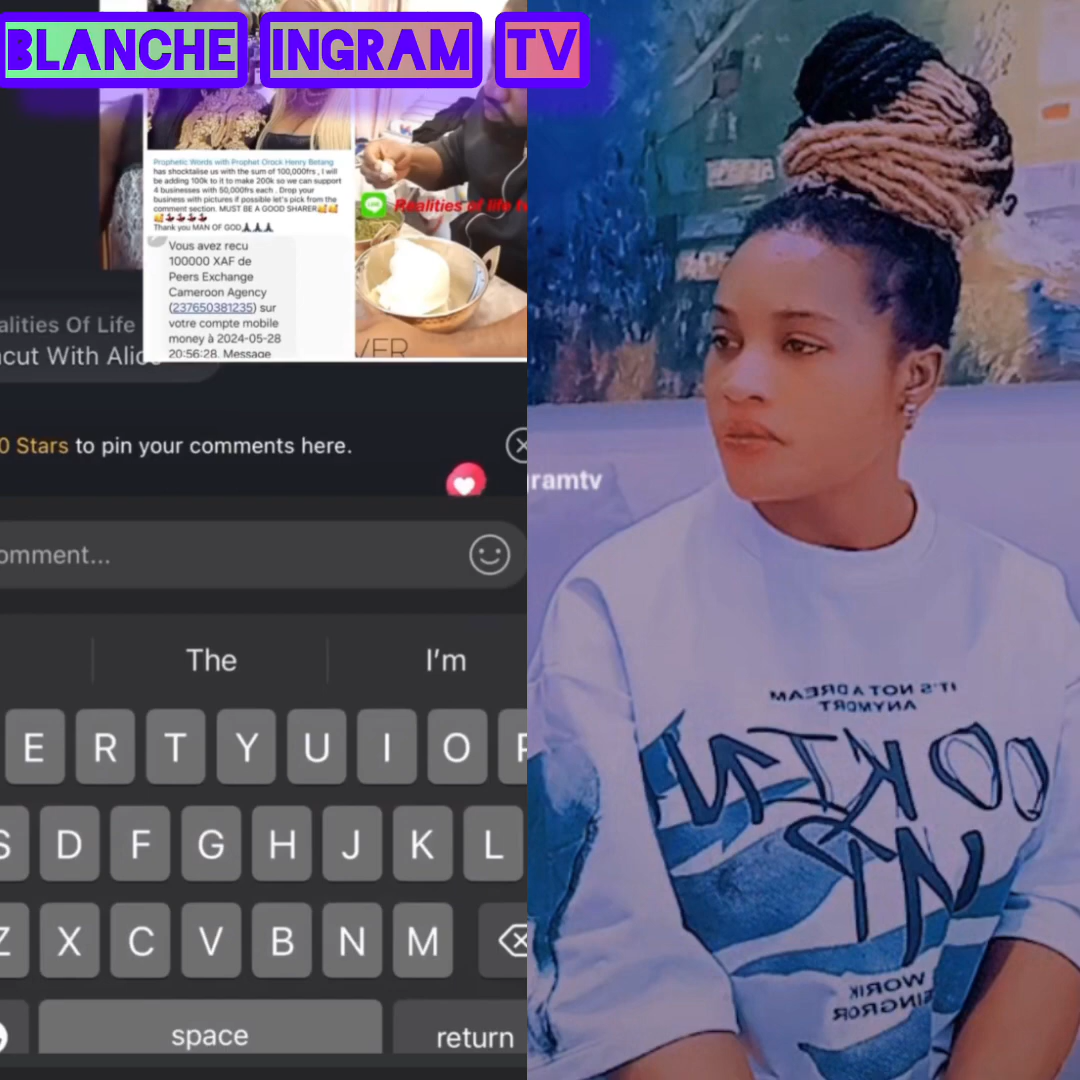 BLANCHE INGRAM TV
Prophetic Words with Prophet Orock Henry Betang
has shocktalise us with the sum of 100,000frs , I will
be adding 100k to it to make 200k so we can support
4 businesses with 50,000frs each . Drop your
business with pictures if possible let's pick from the
comment section. MUST BE A GOOD SHARER🥰🥰
🥰💃💃💃💃
Thank you MAN OF GOD🙏🙏🙏
Vous avez recu
100000 XAF de
Peers Exchange
Cameroon Agency
(237650381235) sur
votre compte mobile
money à 2024-05-28
20:56:28. Message
Realities of life
VER
alities Of Life
ncut With Alice
0 Stars to pin your comments here.
omment...
The I'm
E R T Y U I O P
S D F G H J K L
Z X C V B N M
space return
ramtv
IT'S NOT A DREAM
ANYMORT
WORIK